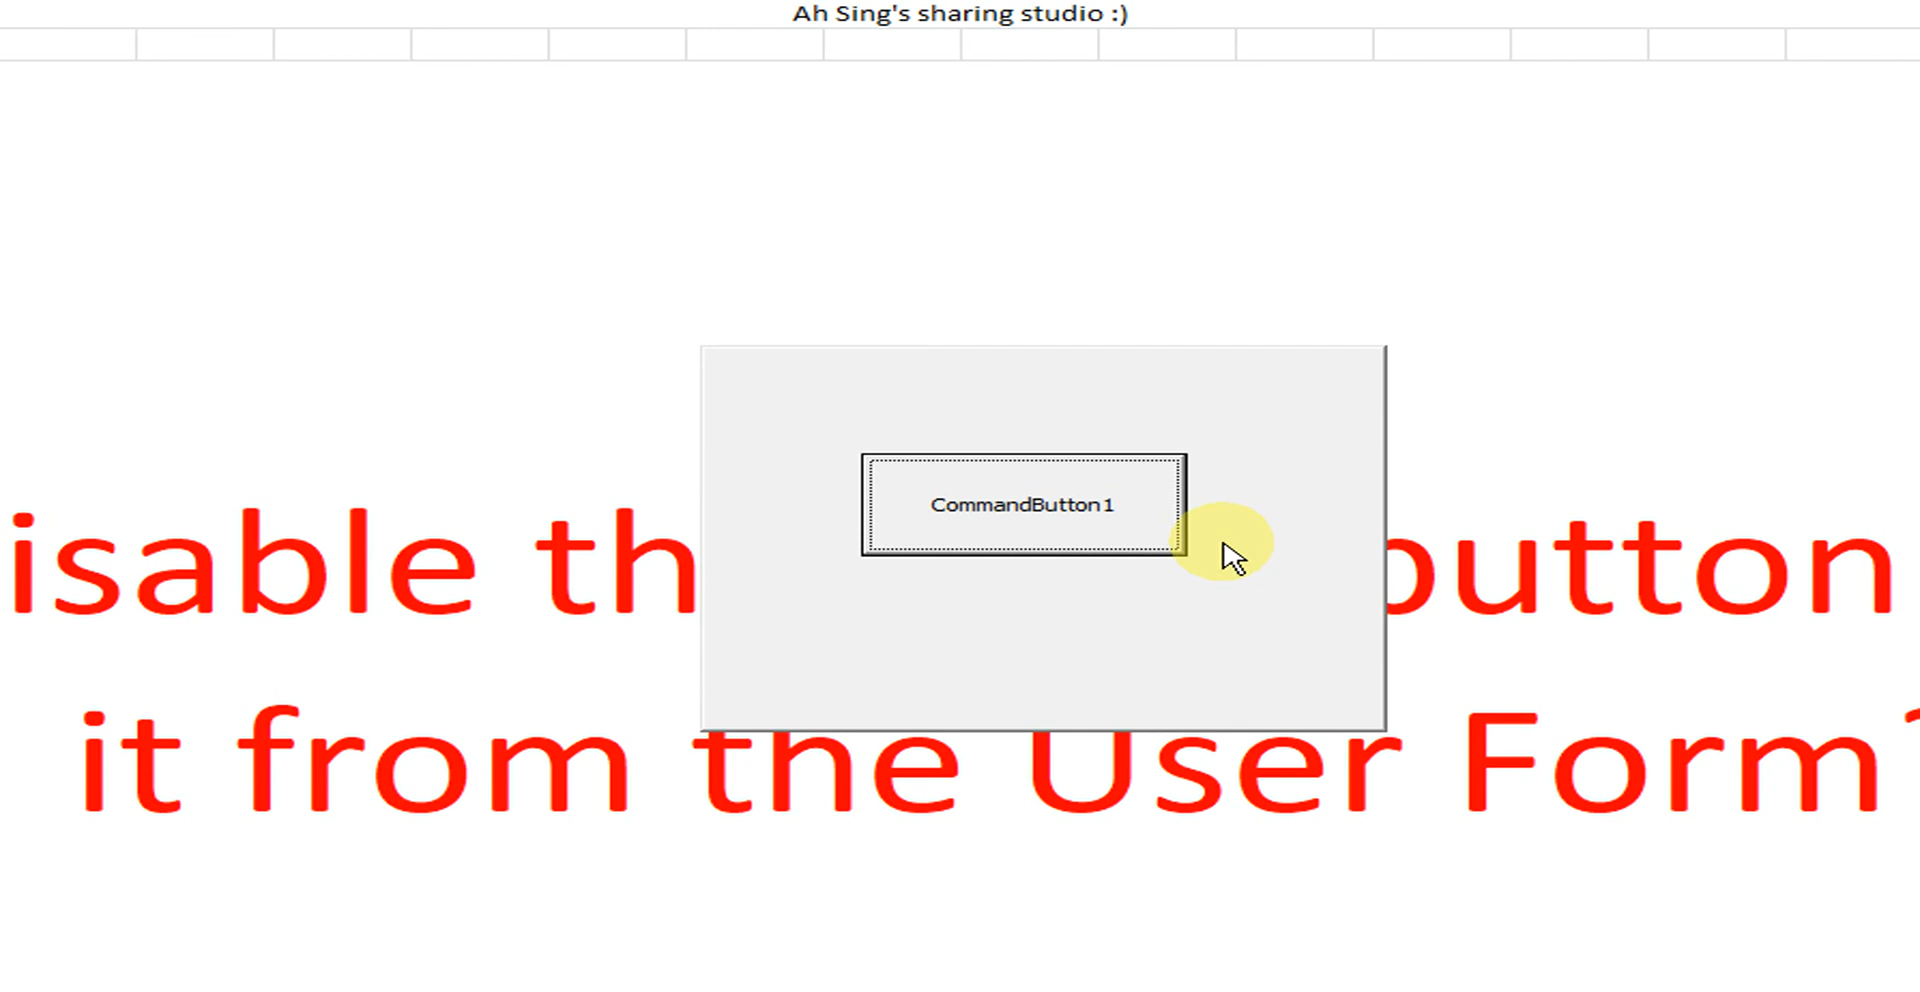 Ah Sing's sharing studio :)
CommandButton1
isable th button
it from the User Form